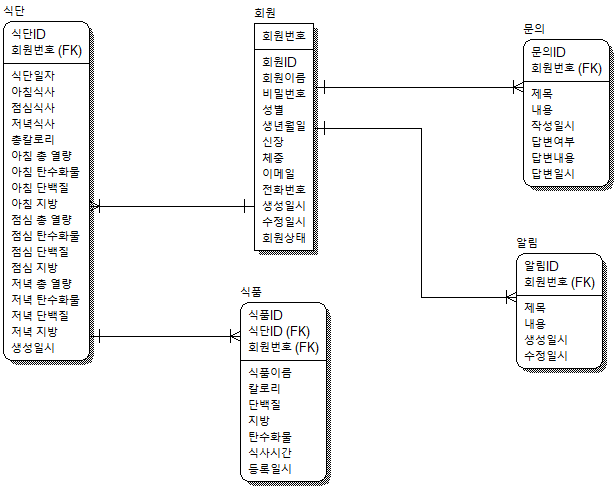 식단
식단ID
회원번호 (FK)
식단일자
아침식사
점심식사
저녁식사
총칼로리
아침 총 열량
아침 탄수화물
아침 단백질
아침 지방
점심 총 열량
점심 탄수화물
점심 단백질
점심 지방
저녁 총 열량
저녁 탄수화물
저녁 단백질
저녁 지방
생성일시
회원
회원번호
회원ID
회원이름
비밀번호
성별
생년월일
신장
체중
이메일
전화번호
생성일시
수정일시
회원상태
문의
문의ID
회원번호 (FK)
제목
내용
작성일시
답변여부
답변내용
답변일시
알림
알림ID
회원번호 (FK)
제목
내용
생성일시
수정일시
식품
식품ID
식단ID (FK)
회원번호 (FK)
식품이름
칼로리
단백질
지방
탄수화물
식사시간
등록일시